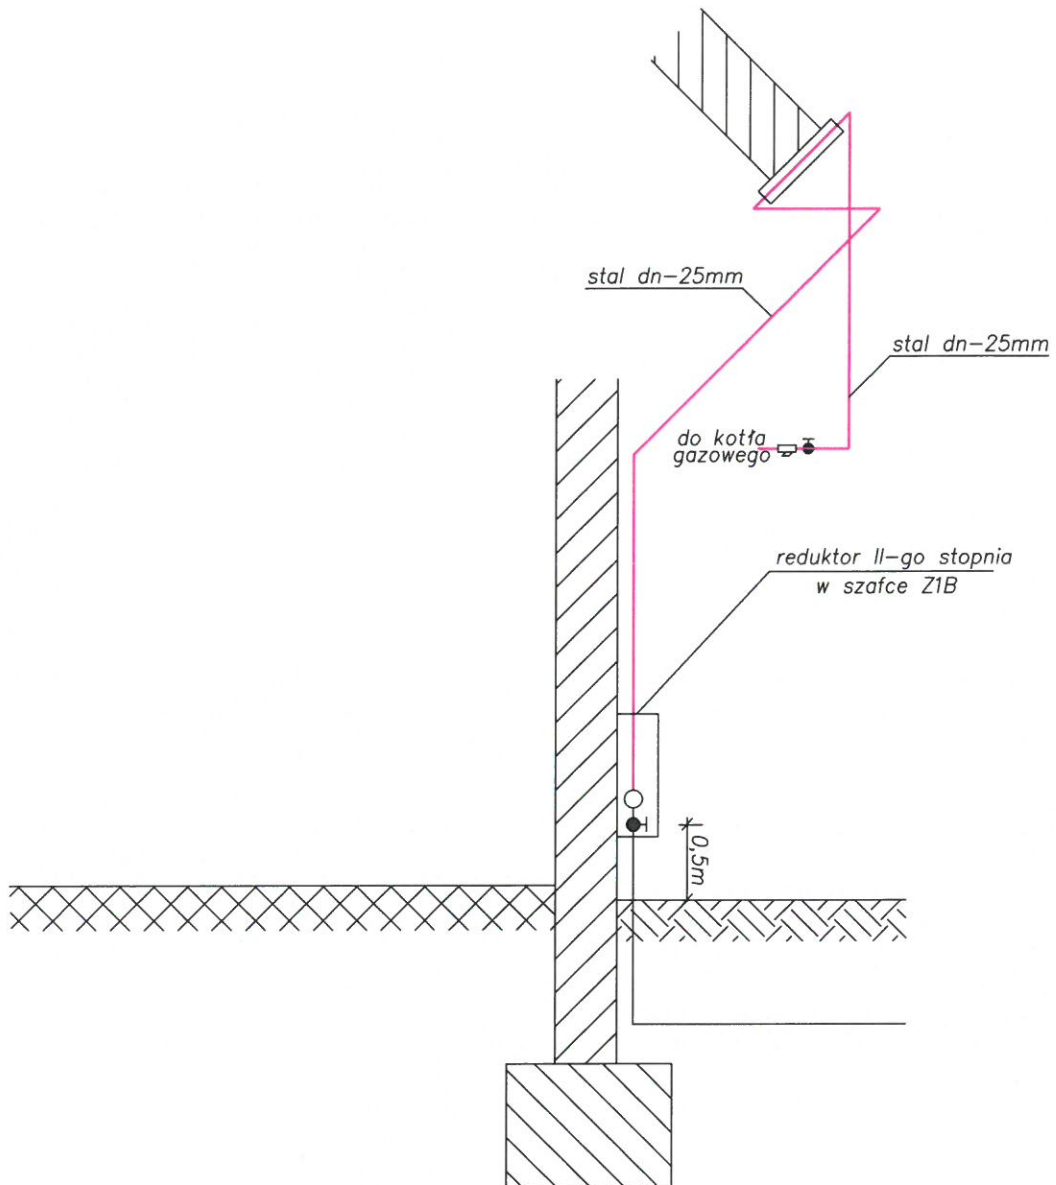 stal dn-25mm
stal dn-25mm
do kotła
gazowego
reduktor II-go stopnia
w szafce Z1B
0,5m